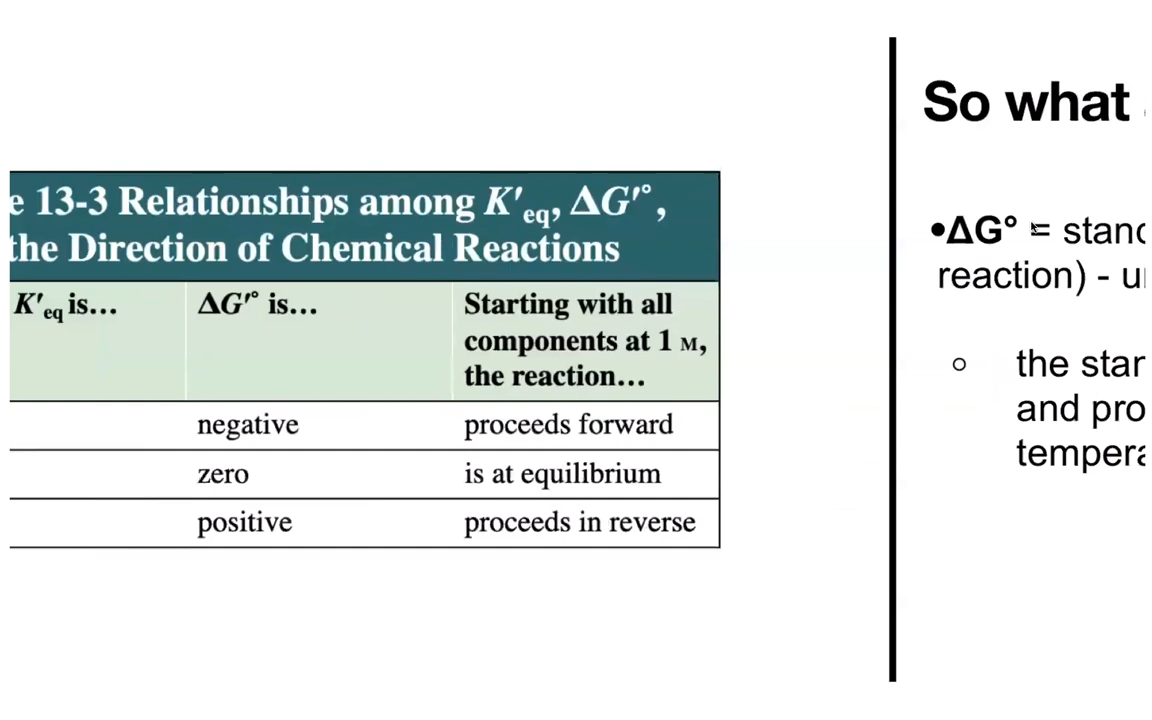 e 13-3 Relationships among K′eq, ΔG′°,
the Direction of Chemical Reactions
K′eq is...
ΔG′° is...
Starting with all
components at 1 M,
the reaction...
negative
proceeds forward
zero
is at equilibrium
positive
proceeds in reverse
So what
•ΔG° = stand
reaction) - u
○ the star
and pro
tempera